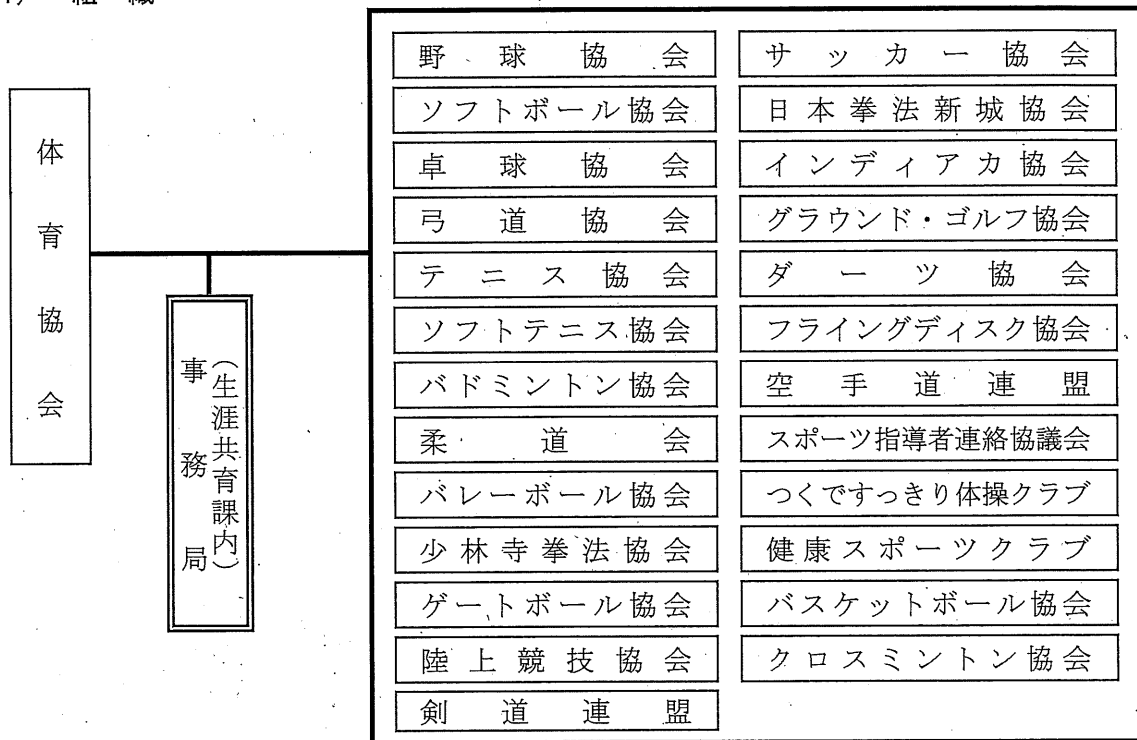 組織
体育協会
事務局
(生涯共育課内)
野球協会
ソフトボール協会
卓球協会
弓道協会
テニス協会
ソフトテニス協会
バドミントン協会
柔道会
バレーボール協会
少林寺拳法協会
ゲートボール協会
陸上競技協会
剣道連盟
サッカー協会
日本拳法新城協会
インディアカ協会
グラウンド・ゴルフ協会
ダーツ協会
フライングディスク協会
空手道連盟
スポーツ指導者連絡協議会
つくですっきり体操クラブ
健康スポーツクラブ
バスケットボール協会
クロスミントン協会